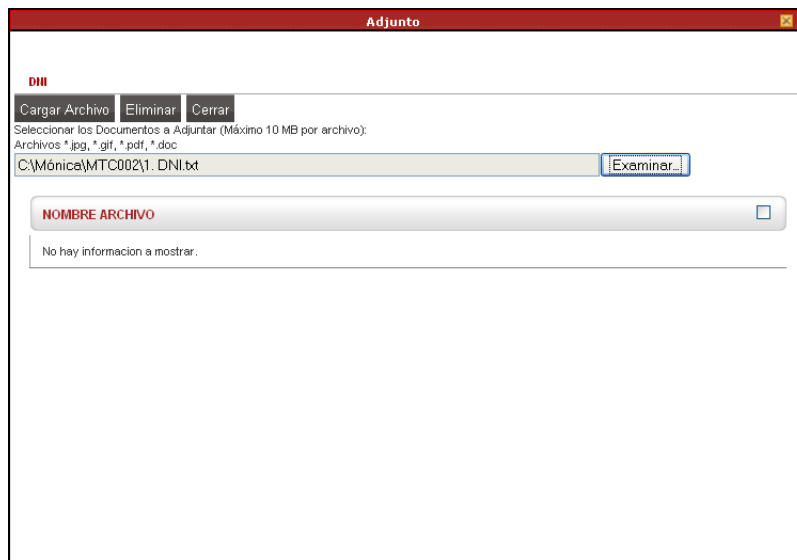 Adjunto
DNI
Cargar Archivo Eliminar Cerrar
Seleccionar los Documentos a Adjuntar (Máximo 10 MB por archivo):
Archivos *.jpg, *.gif, *.pdf, *.doc
C:\Mónica\MTC002\1. DNI.txt Examinar...
NOMBRE ARCHIVO
No hay informacion a mostrar.